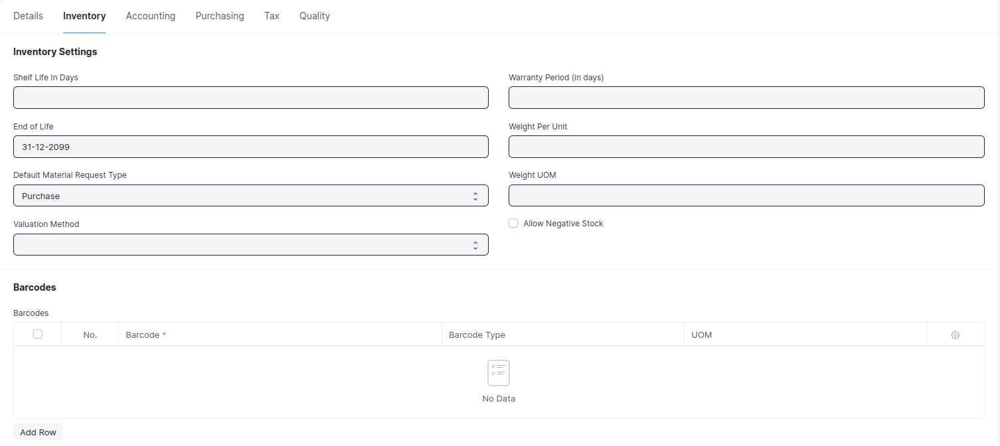 Details Inventory Accounting Purchasing Tax Quality
Inventory Settings
Shelf Life In Days
Warranty Period (in days)
End of Life
31-12-2099
Weight Per Unit
Default Material Request Type
Purchase
Weight UOM
Valuation Method
Allow Negative Stock
Barcodes
Barcodes
No. Barcode * Barcode Type UOM
No Data
Add Row